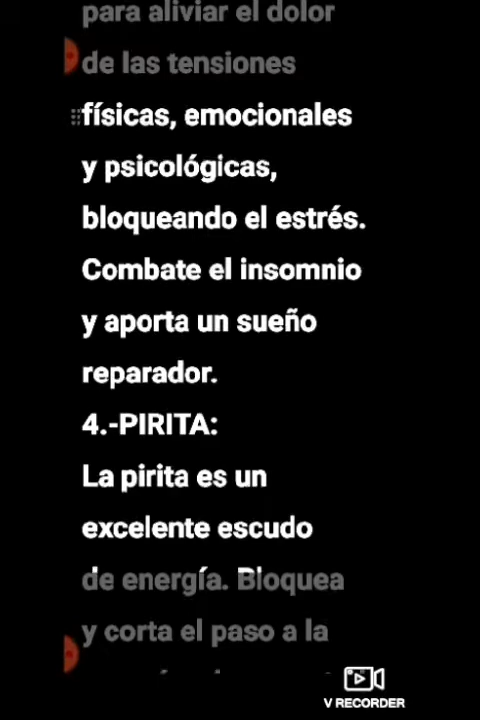 para aliviar el dolor
de las tensiones
físicas, emocionales
y psicológicas,
bloqueando el estrés.
Combate el insomnio
y aporta un sueño
reparador.
4.-PIRITA:
La pirita es un
excelente escudo
de energía. Bloquea
y corta el paso a la
V RECORDER